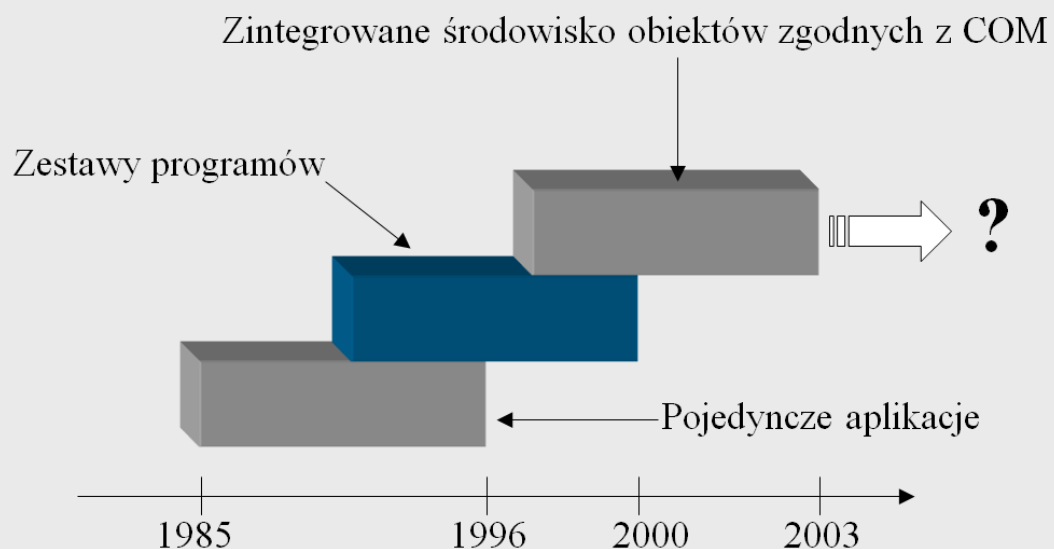 Zintegrowane środowisko obiektów zgodnych z COM
Zestawy programów
?
Pojedyncze aplikacje
1985
1996
2000
2003